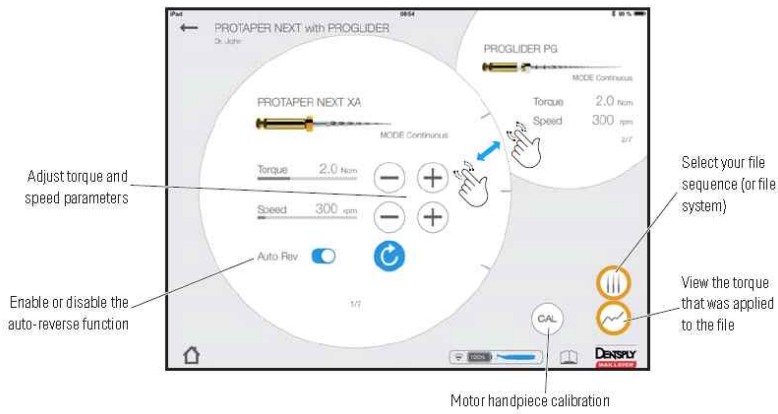 iPad
0854
90 %
PROTAPER NEXT with PROGLIDER
Dr. John
PROGLIDER PG
MODE Continuous
Torque 2.0 Ncm
Speed 300 rpm
2/7
PROTAPER NEXT XA
MODE Continuous
Torque 2.0 Ncm
Speed 300 rpm
Auto Rev
1/7
Adjust torque and
speed parameters
Enable or disable the
auto-reverse function
Select your file
sequence (or file
system)
View the torque
that was applied
to the file
CAL
100%
DENTSPLY
MAILLEFER
Motor handpiece calibration